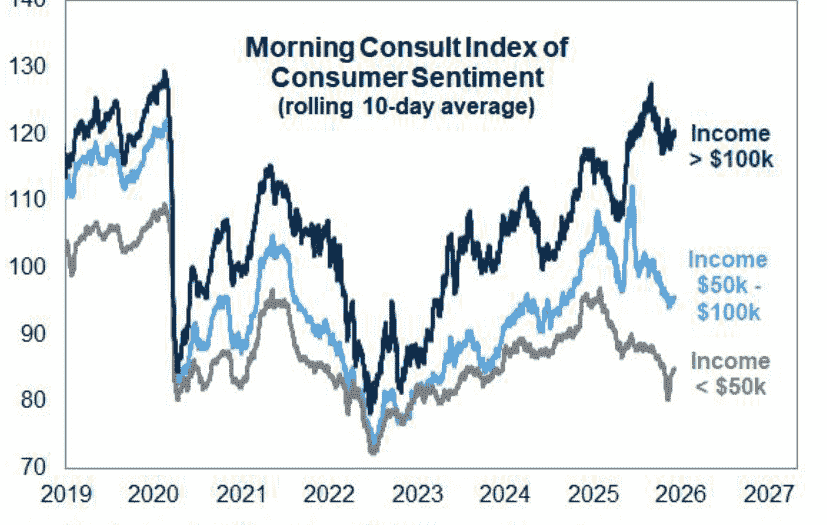 140
Morning Consult Index of
Consumer Sentiment
(rolling 10-day average)
130
120
110
100
90
80
70
Income
> $100k
Income
$50k -
$100k
Income
< $50k
2019 2020 2021 2022 2023 2024 2025 2026 2027